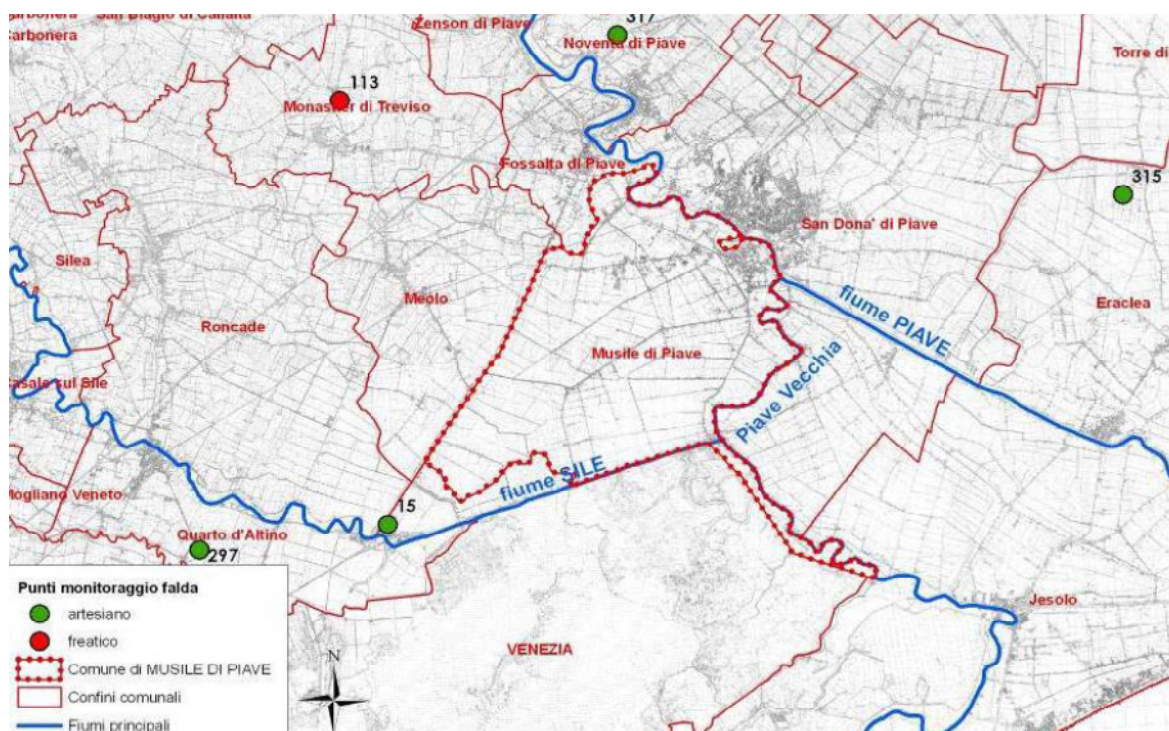 San Biagio di Callalta
Carbonera
Zenson di Piave
317
Noventa di Piave
Torre di
113
Monastier di Treviso
Fossalta di Piave
315
San Dona' di Piave
Silea
Meolo
Roncade
fiume PIAVE
Eraclea
Musile di Piave
Casale sul Sile
Piave Vecchia
fiume SILE
Mogliano Veneto
15
Quarto d'Altino
297
Punti monitoraggio falda
artesiano
freatico
Comune di MUSILE DI PIAVE
Confini comunali
Fiumi principali
N
VENEZIA
Jesolo